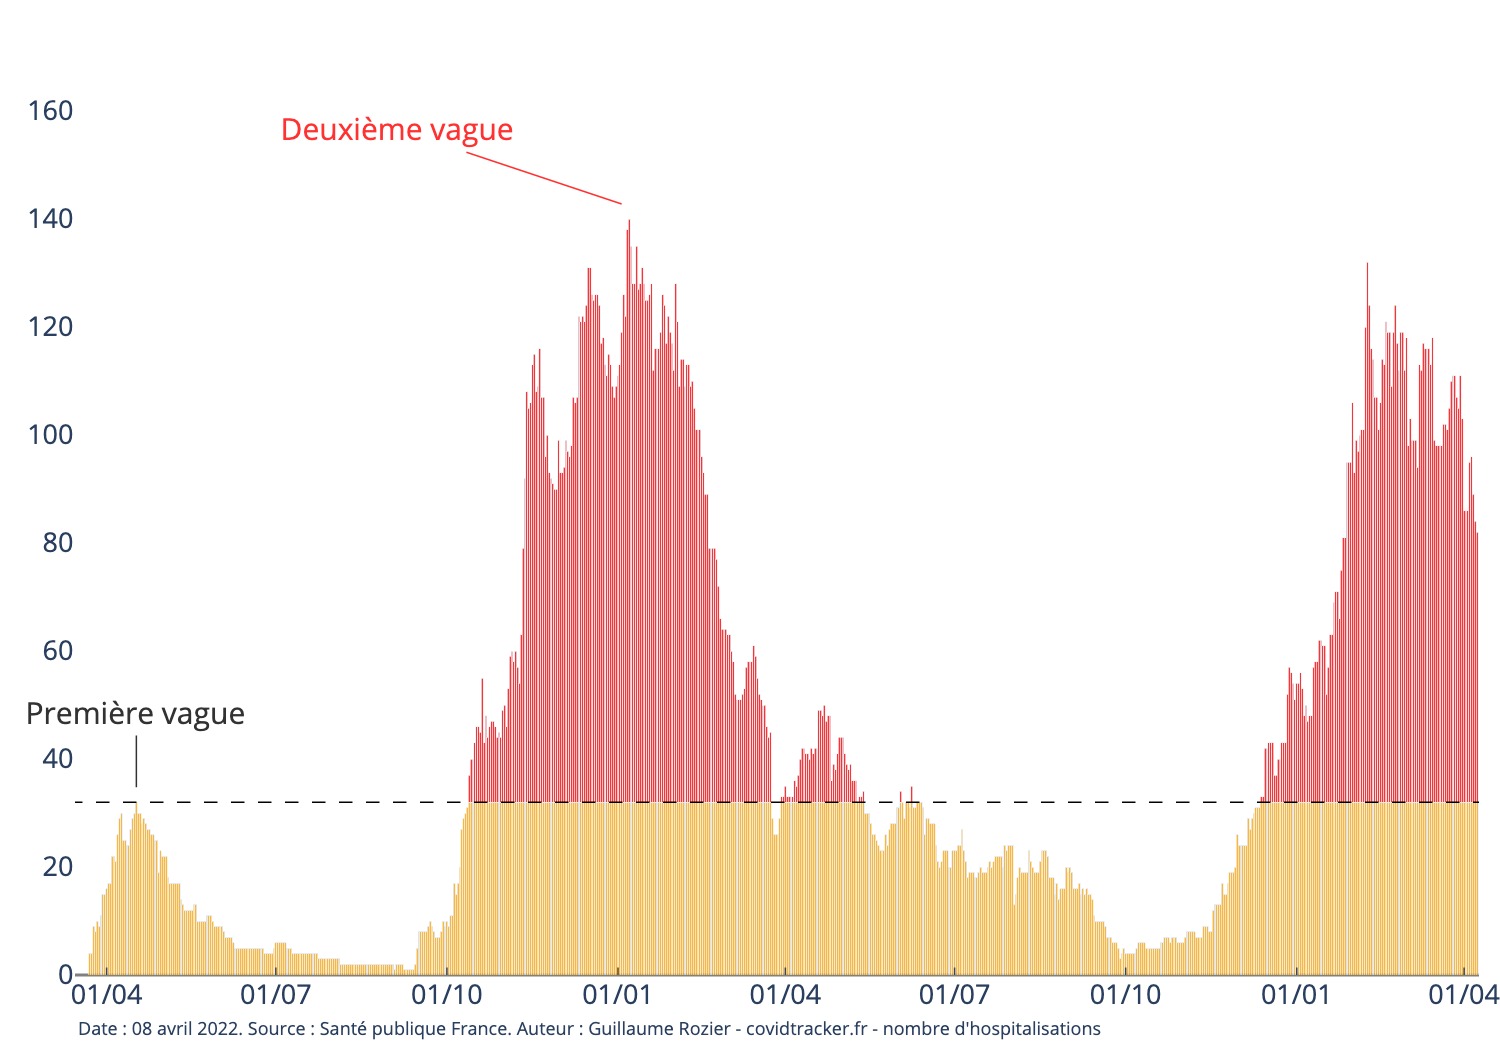 160
Deuxième vague
140
120
100
80
60
Première vague
40
20
0
01/04 01/07 01/10 01/01 01/04 01/07 01/10 01/01 01/04
Date : 08 avril 2022. Source : Santé publique France. Auteur : Guillaume Rozier - covidtracker.fr - nombre d'hospitalisations